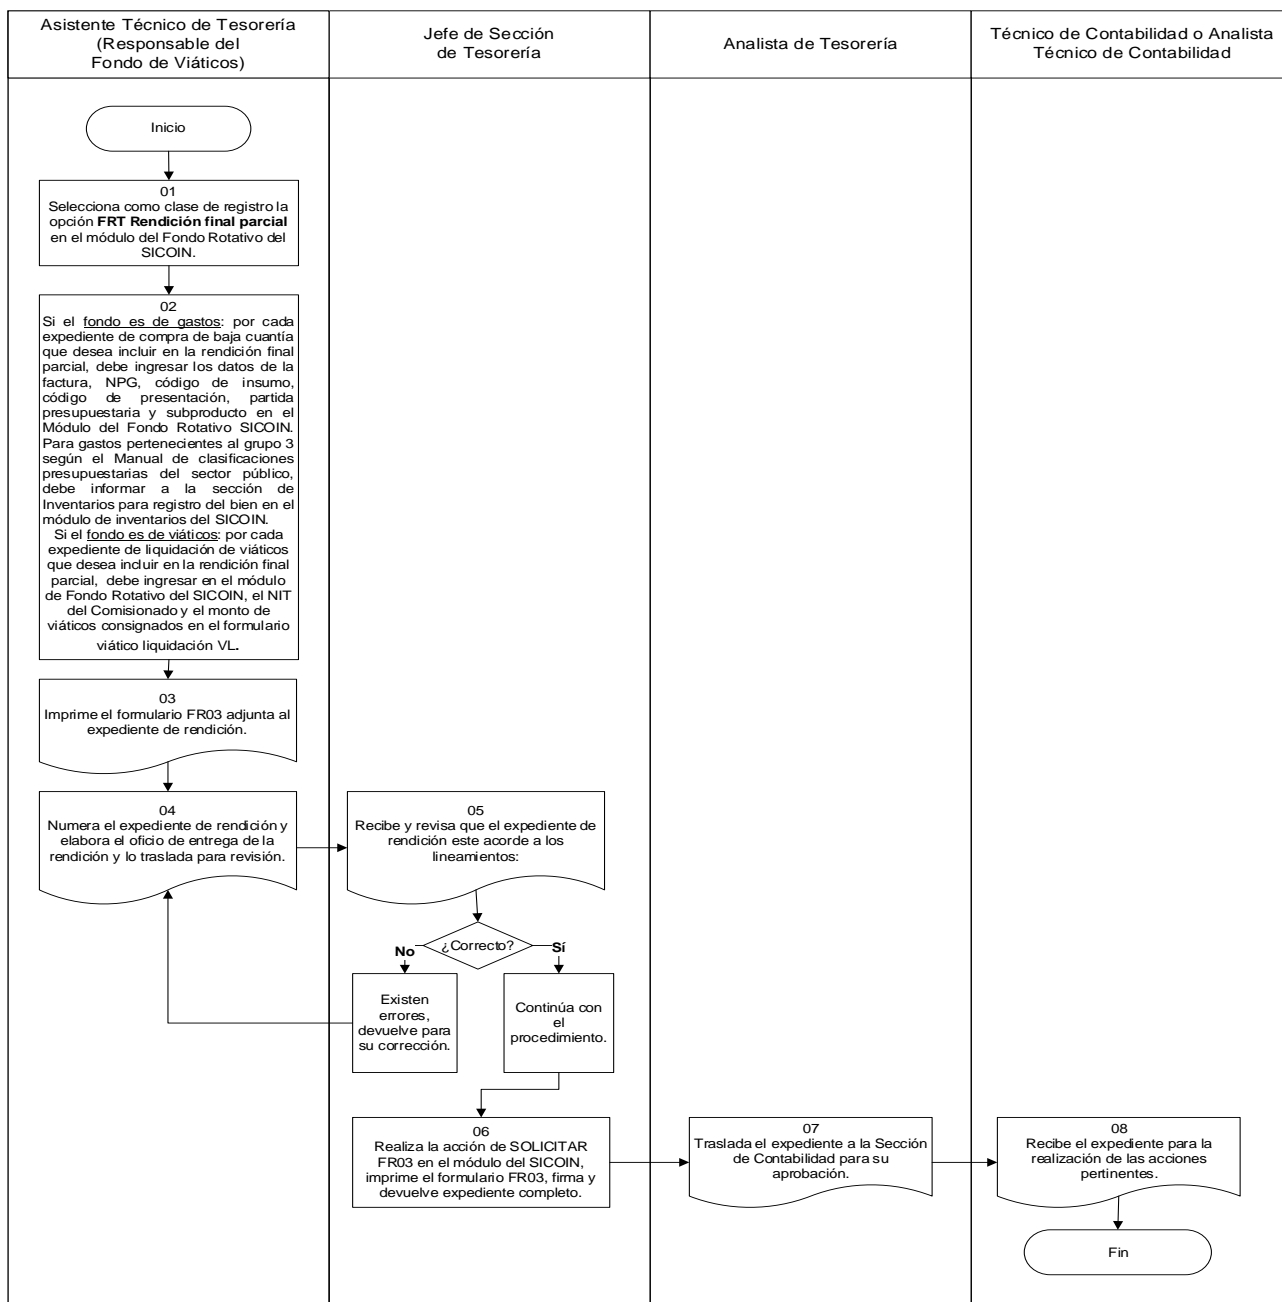 Asistente Técnico de Tesorería
(Responsable del
Fondo de Viáticos)
Jefe de Sección
de Tesorería
Analista de Tesorería
Técnico de Contabilidad o Analista
Técnico de Contabilidad
Inicio
01
Selecciona como clase de registro la
opción FRT Rendición final parcial
en el módulo del Fondo Rotativo del
SICOIN.
02
Si el fondo es de gastos: por cada
expediente de compra de baja cuantía
que desea incluir en la rendición final
parcial, debe ingresar los datos de la
factura, NPG, código de insumo,
código de presentación, partida
presupuestaria y subproducto en el
Módulo del Fondo Rotativo SICOIN.
Para gastos pertenecientes al grupo 3
según el Manual de clasificaciones
presupuestarias del sector público,
debe informar a la sección de
Inventarios para registro del bien en el
módulo de inventarios del SICOIN.
Si el fondo es de viáticos: por cada
expediente de liquidación de viáticos
que desea incluir en la rendición final
parcial, debe ingresar en el módulo
de Fondo Rotativo del SICOIN, el NIT
del Comisionado y el monto de
viáticos consignados en el formulario
viático liquidación VL.
03
Imprime el formulario FR03 adjunta al
expediente de rendición.
04
Numera el expediente de rendición y
elabora el oficio de entrega de la
rendición y lo traslada para revisión.
05
Recibe y revisa que el expediente de
rendición este acorde a los
lineamientos:
¿Correcto?
No
Sí
Existen
errores,
devuelve para
su corrección.
Continúa con
el
procedimiento.
06
Realiza la acción de SOLICITAR
FR03 en el módulo del SICOIN,
imprime el formulario FR03, firma y
devuelve expediente completo.
07
Traslada el expediente a la Sección
de Contabilidad para su
aprobación.
08
Recibe el expediente para la
realización de las acciones
pertinentes.
Fin